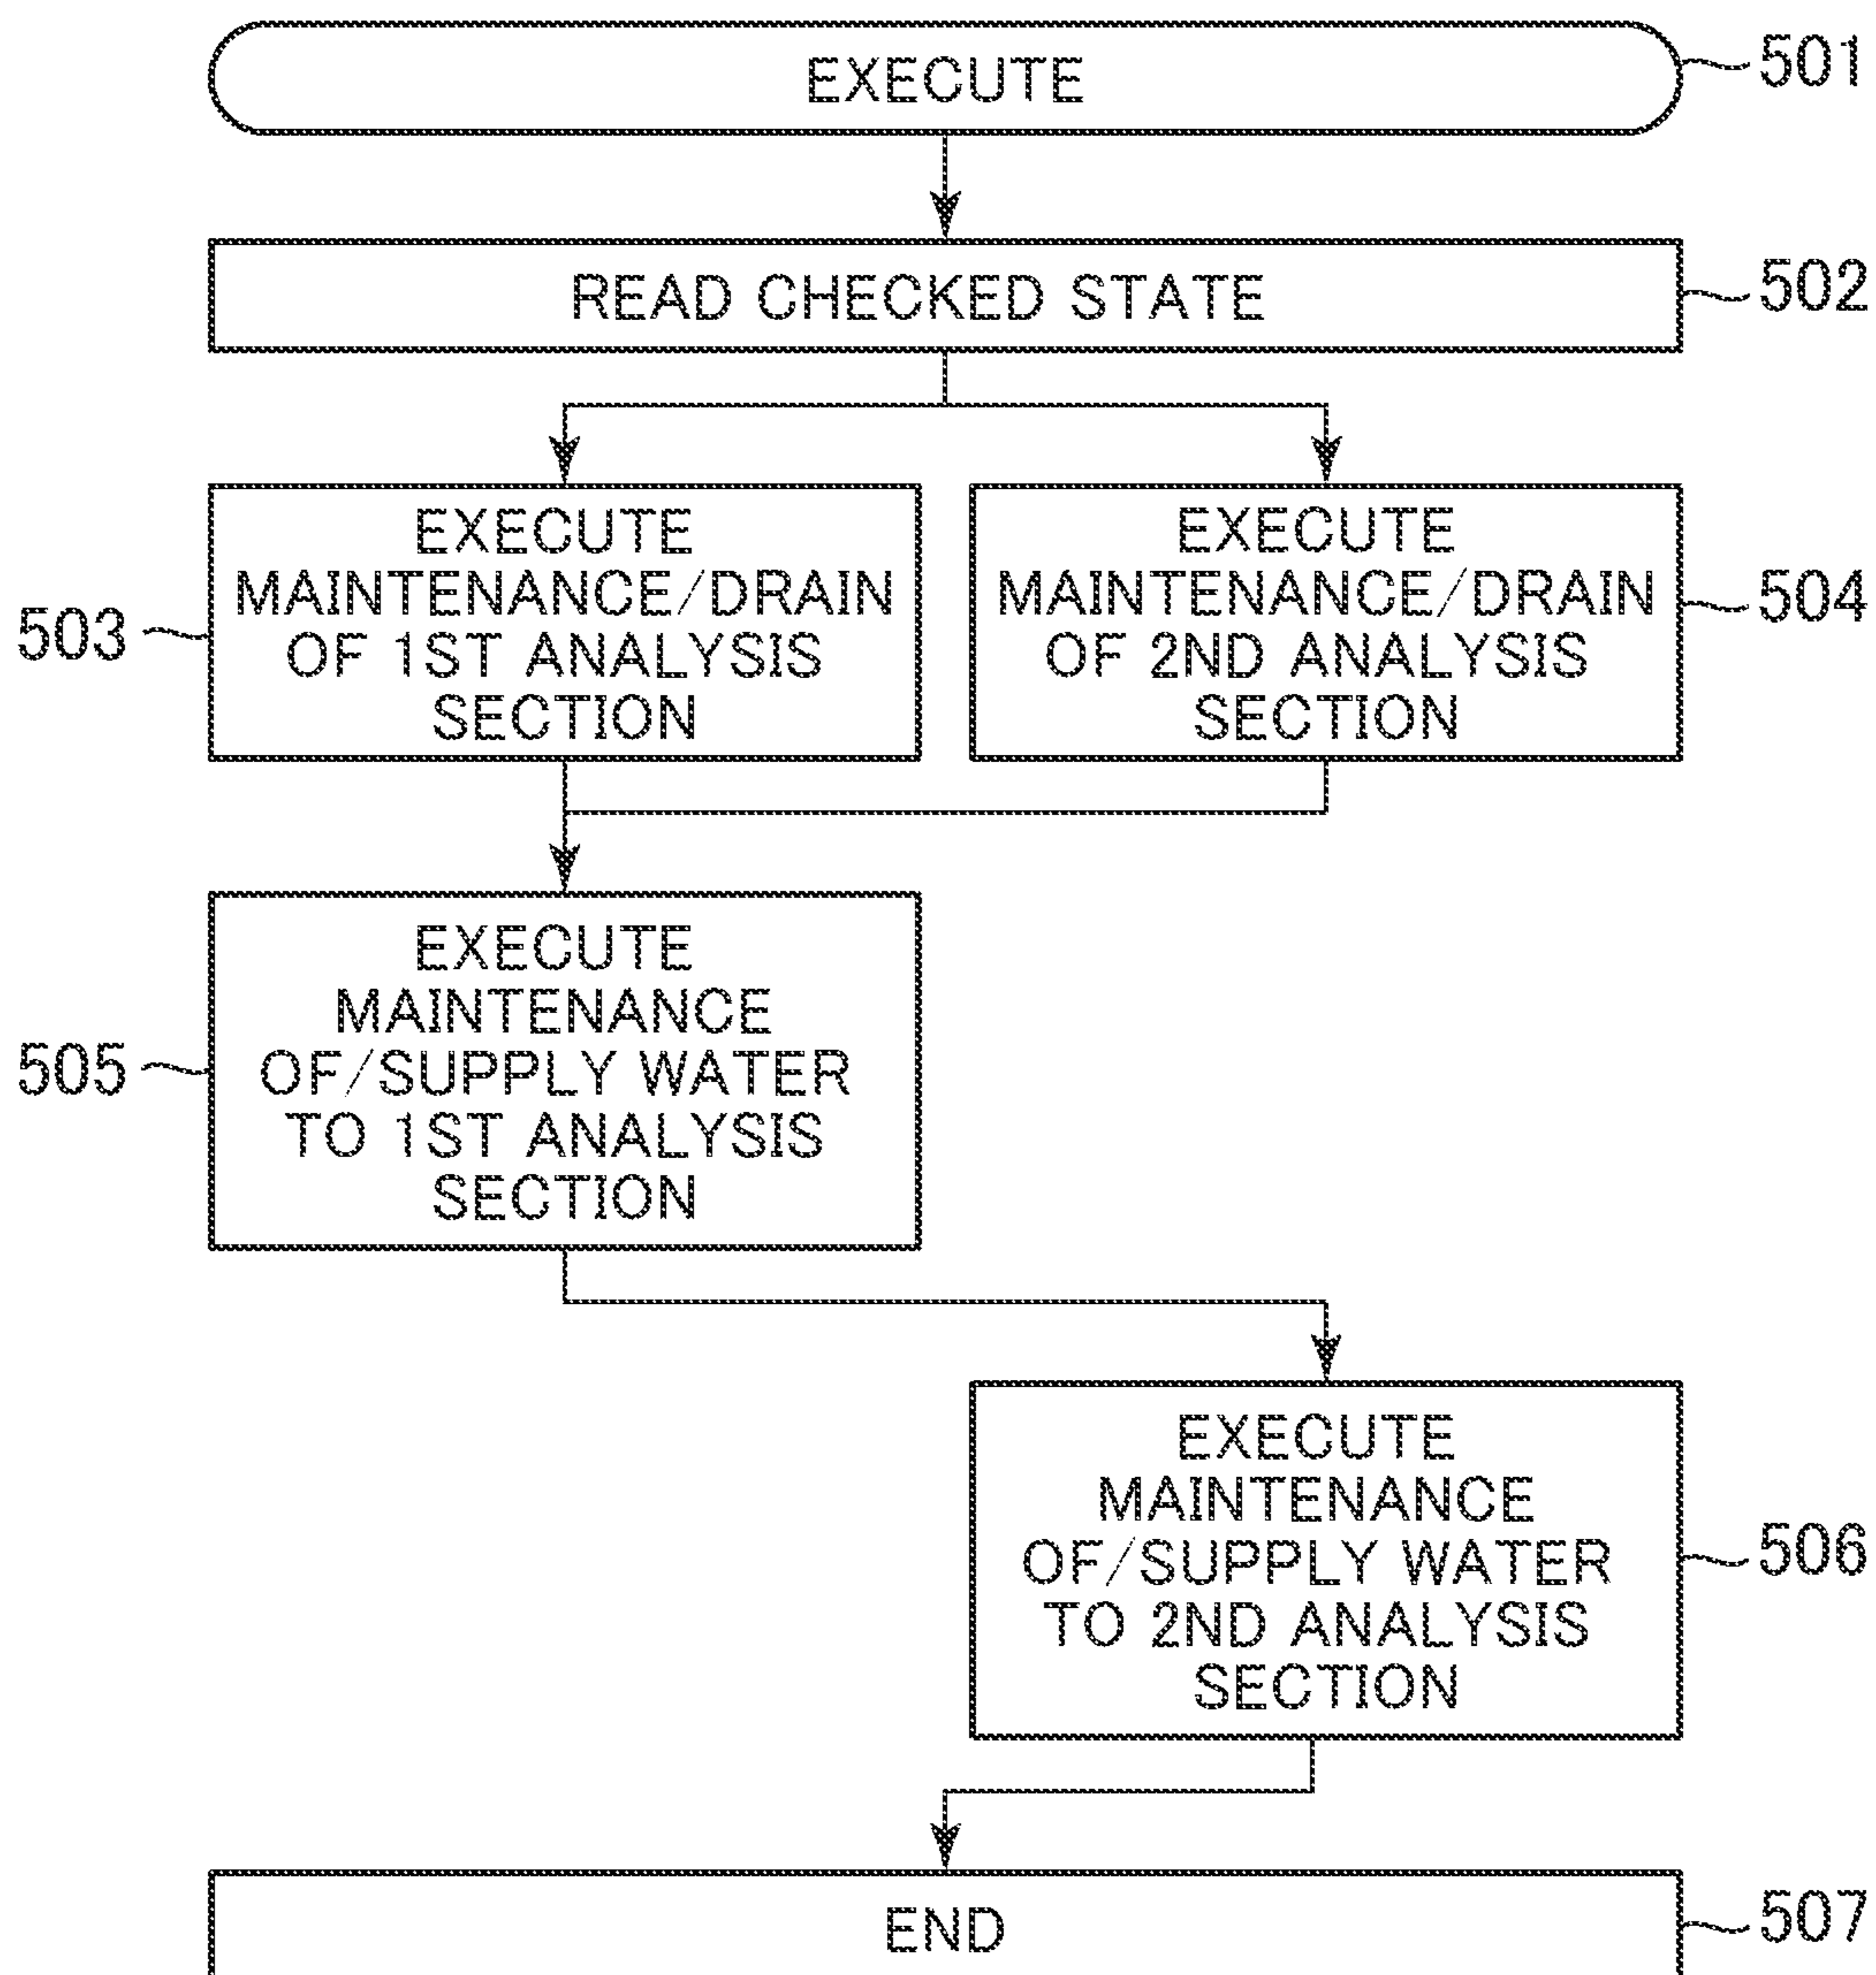 EXECUTE
501
READ CHECKED STATE
502
503
EXECUTE
MAINTENANCE/DRAIN
OF 1ST ANALYSIS
SECTION
EXECUTE
MAINTENANCE/DRAIN
OF 2ND ANALYSIS
SECTION
504
505
EXECUTE
MAINTENANCE
OF/SUPPLY WATER
TO 1ST ANALYSIS
SECTION
EXECUTE
MAINTENANCE
OF/SUPPLY WATER
TO 2ND ANALYSIS
SECTION
506
END
507